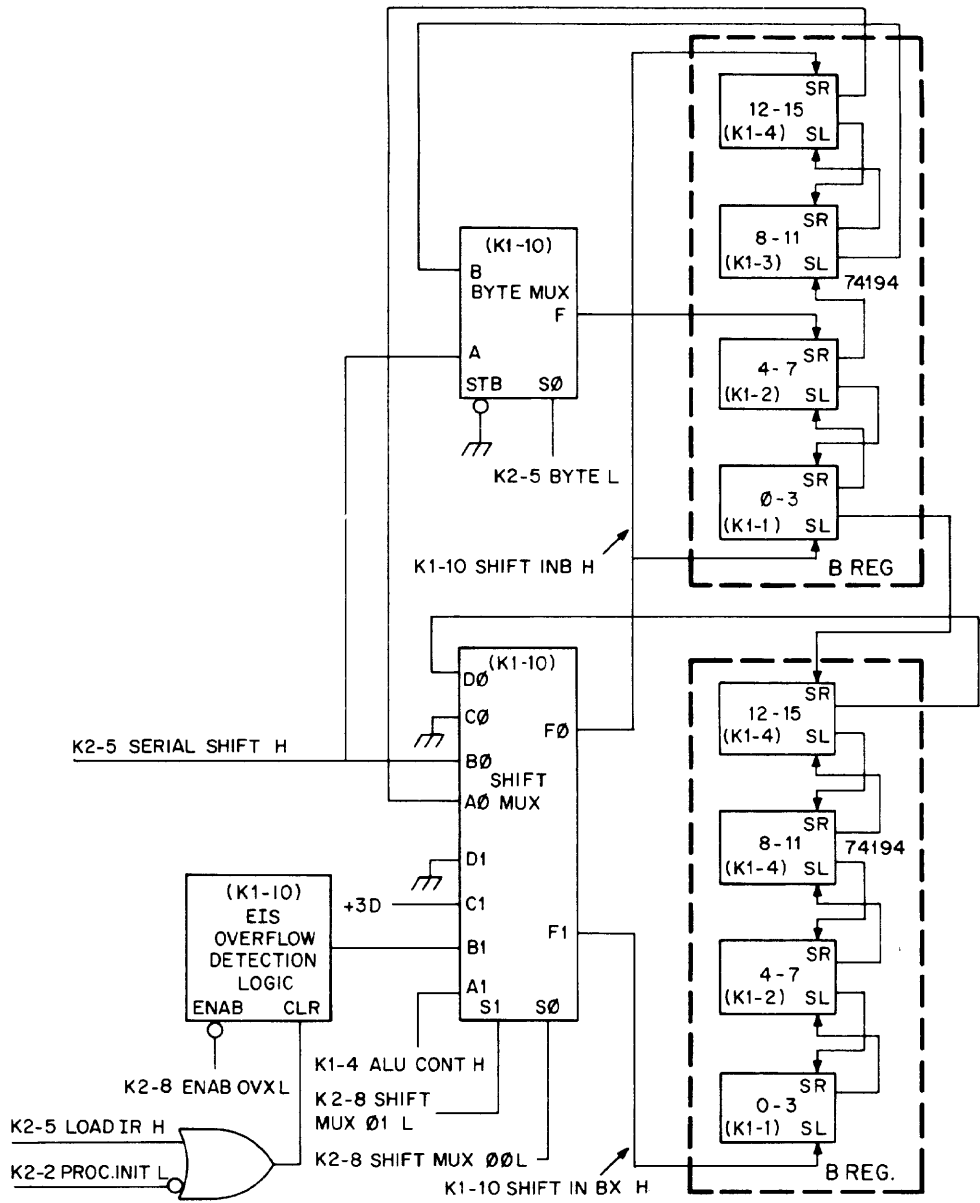 SR
12-15
(K1-4) SL
SR
8-11
(K1-3) SL
74194
SR
4-7
(K1-2) SL
SR
Ø-3
(K1-1) SL
B REG
(K1-10)
B
BYTE MUX
F
A
STB SØ
K2-5 BYTE L
K1-10 SHIFT INB H
(K1-10)
DØ
CØ
FØ
K2-5 SERIAL SHIFT H
BØ
SHIFT
MUX
AØ
D1
+3D
C1
F1
B1
A1
S1 SØ
(K1-10)
EIS
OVERFLOW
DETECTION
LOGIC
ENAB CLR
K1-4 ALU CONT H
K2-8 ENAB OVXL
K2-8 SHIFT
MUX Ø1 L
K2-5 LOAD IR H
K2-2 PROC.INIT L
K2-8 SHIFT MUX ØØL
K1-10 SHIFT IN BX H
SR
12-15
(K1-4) SL
SR
8-11
(K1-4) SL
74194
SR
4-7
(K1-2) SL
SR
0-3
(K1-1) SL
B REG.